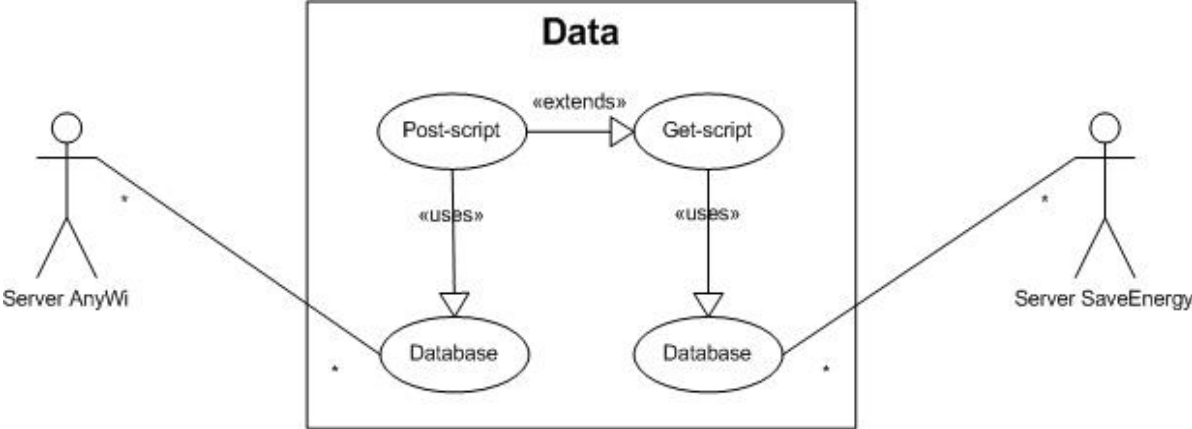 Data
«extends»
Post-script
Get-script
*
*
«uses»
«uses»
Server AnyWi
Server SaveEnergy
Database
Database
*
*